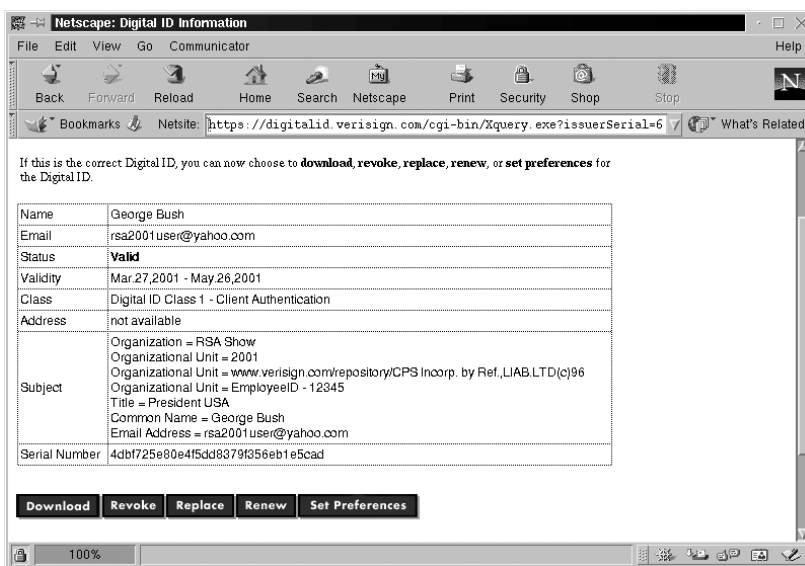 Netscape: Digital ID Information
File Edit View Go Communicator Help
Back Forward Reload Home Search Netscape Print Security Shop Stop
My
N
Bookmarks Netsite: https://digitalid.verisign.com/cgi-bin/Xquery.exe?issuerSerial=6 What's Related
If this is the correct Digital ID, you can now choose to download, revoke, replace, renew, or set preferences for
the Digital ID.
Name George Bush
Email rsa2001user@yahoo.com
Status Valid
Validity Mar.27,2001 - May.26,2001
Class Digital ID Class 1 - Client Authentication
Address not available
Subject
Organization = RSA Show
Organizational Unit = 2001
Organizational Unit = www.verisign.com/repository/CPS Incorp. by Ref.,LIAB.LTD(c)96
Organizational Unit = EmployeeID - 12345
Title = President USA
Common Name = George Bush
Email Address = rsa2001user@yahoo.com
Serial Number 4dbf725e80e4f5dd8379f356eb1e5cad
Download Revoke Replace Renew Set Preferences
100%